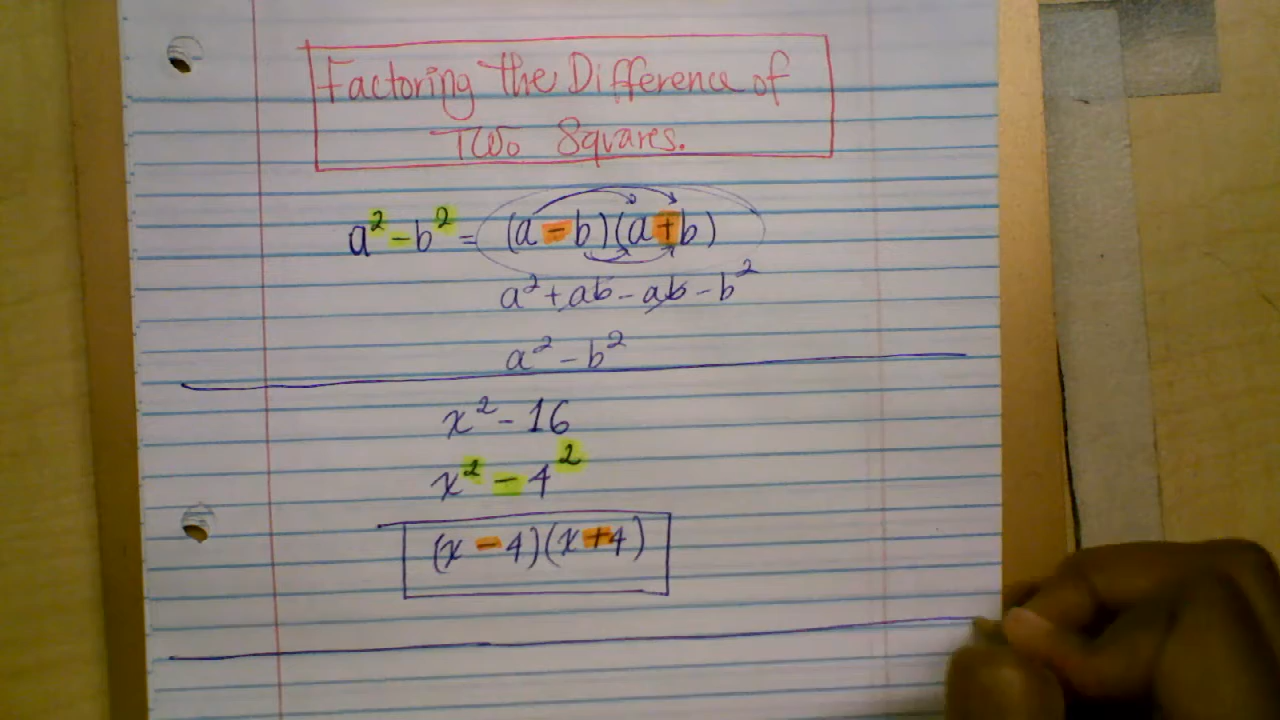 Factoring the Difference of
Two Squares.
a² - b² = (a - b)(a + b)
a² + ab - ab - b²
a² - b²
x² - 16
x² - 4²
(x - 4)(x + 4)